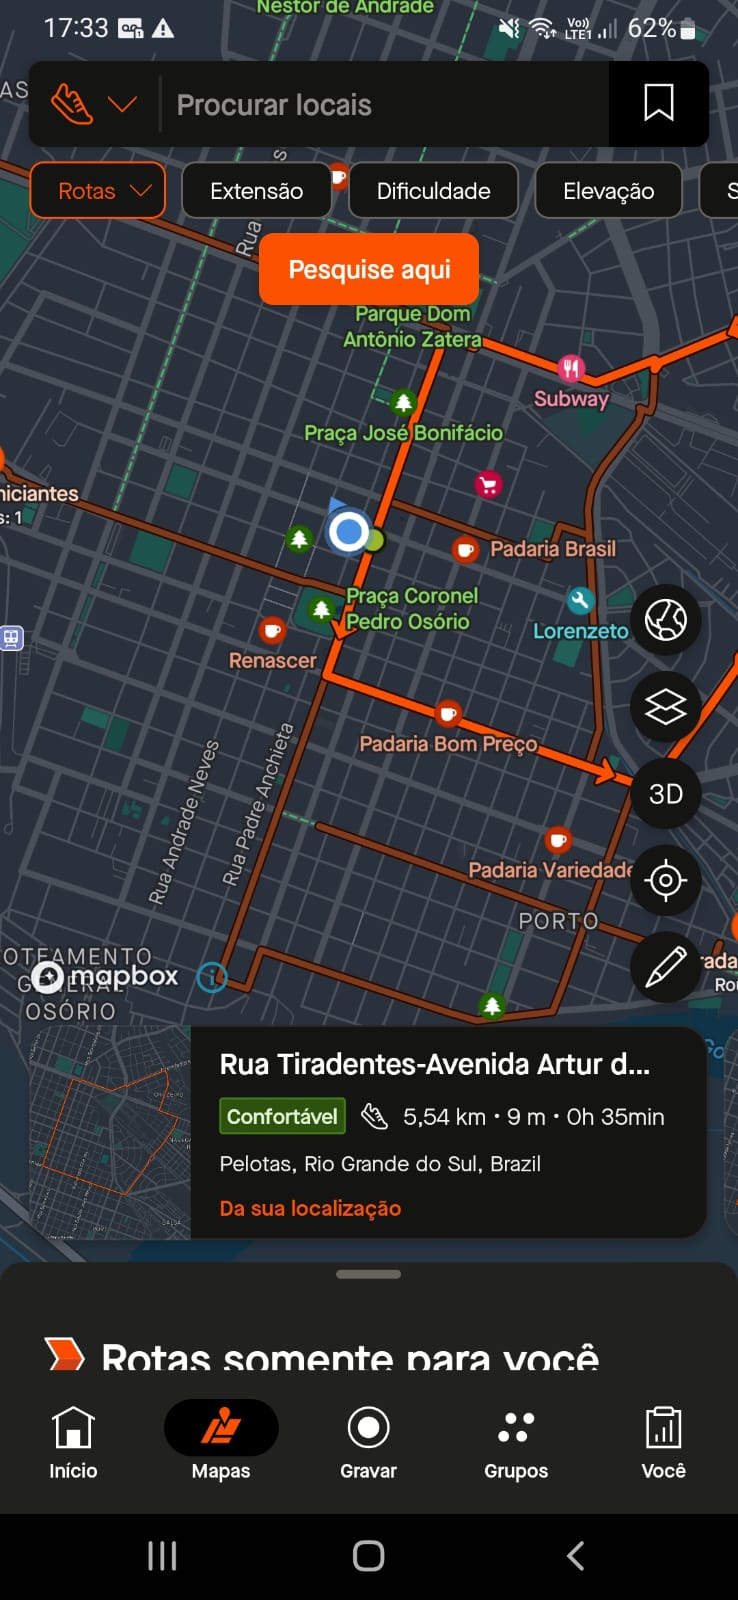 Nestor de Andrade
17:33
Vo))
LTE1
62%
AS
Procurar locais
s
Rotas
Extensão
Dificuldade
Elevação
S
Rua
Pesquise aqui
Parque Dom
Antônio Zatera
Subway
Praça José Bonifácio
niciantes
s: 1
Padaria Brasil
Praça Coronel
Pedro Osório
Lorenzeto
Renascer
Padaria Bom Preço
3D
Rua Andrade Neves
Rua Padre Anchieta
Padaria Variedade
PORTO
OTEAMENTO
GENERAL
OSÓRIO
mapbox
rada
Ro
Rua Tiradentes-Avenida Artur d...
Confortável
5,54 km • 9 m • 0h 35min
Pelotas, Rio Grande do Sul, Brazil
Da sua localização
Rotas somente para você
Início
Mapas
Gravar
Grupos
Você